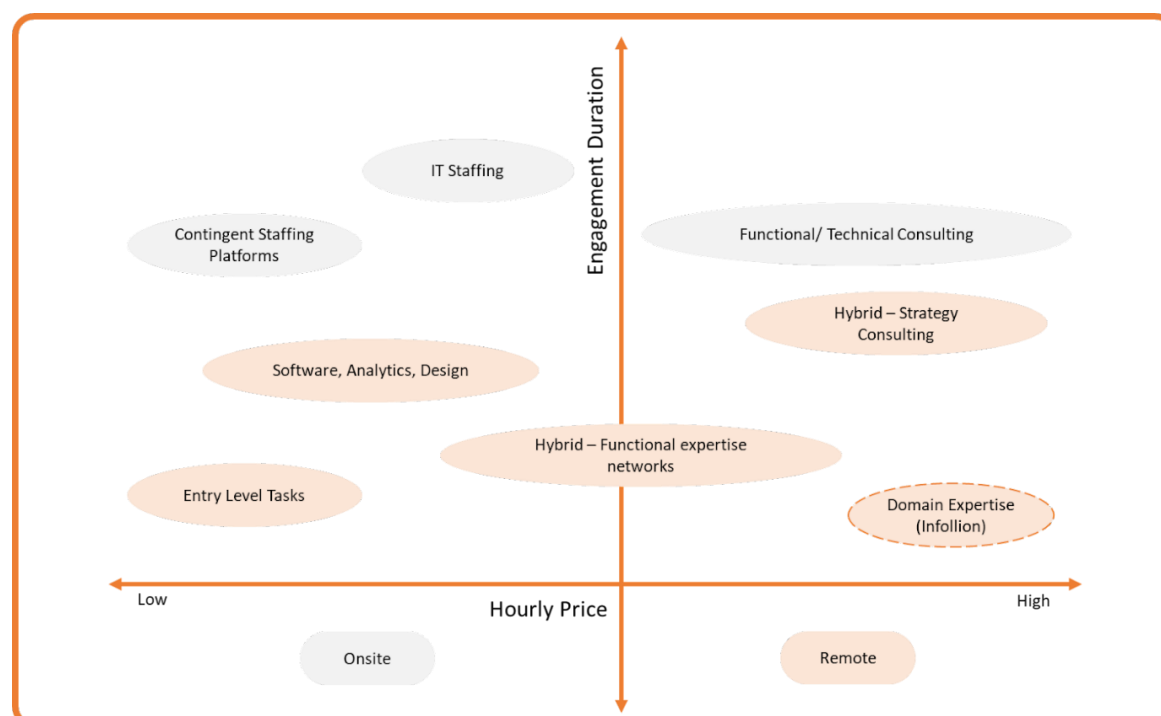 Engagement Duration
IT Staffing
Contingent Staffing
Platforms
Functional/ Technical Consulting
Hybrid – Strategy
Consulting
Software, Analytics, Design
Hybrid – Functional expertise
networks
Entry Level Tasks
Domain Expertise
(Infollion)
Low
Hourly Price
High
Onsite
Remote